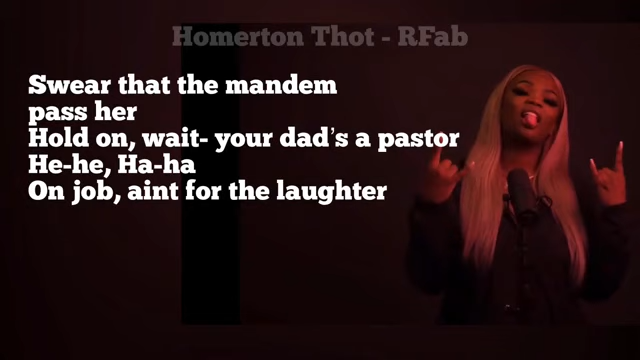 Homerton Thot - RFab
Swear that the mandem
pass her
Hold on, wait- your dad's a pastor
He-he, Ha-ha
On job, aint for the laughter